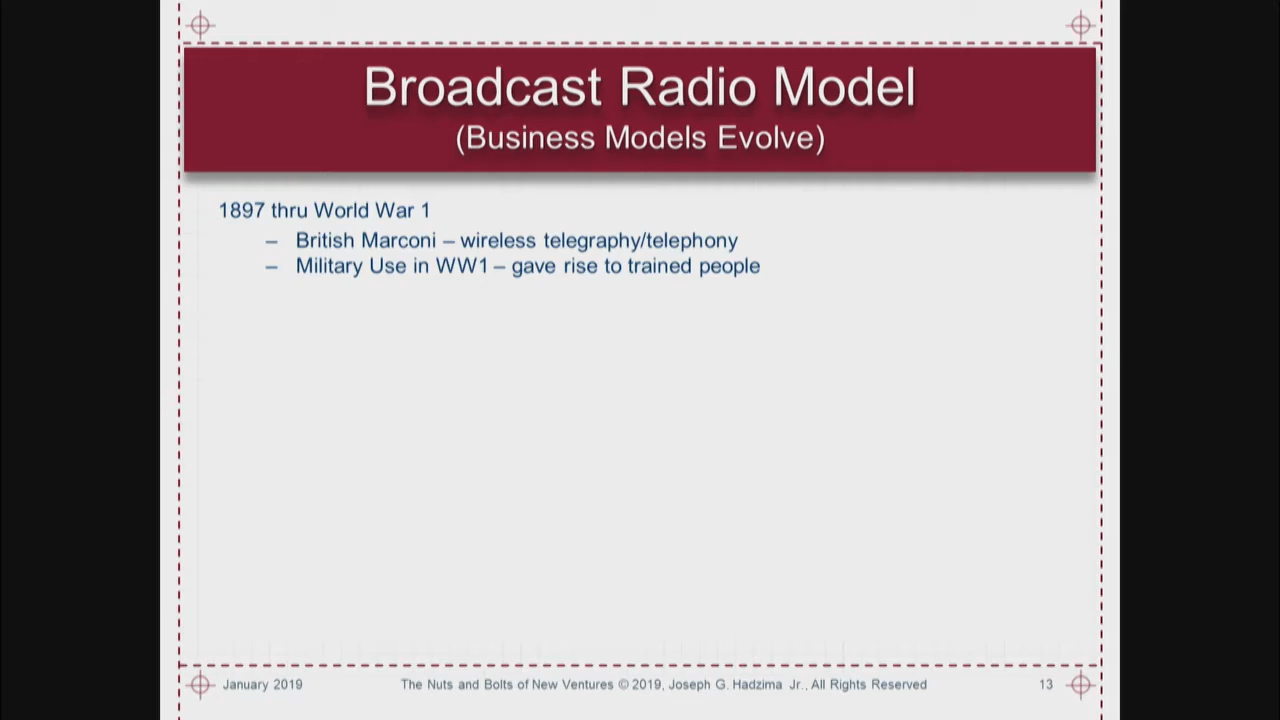 Broadcast Radio Model
(Business Models Evolve)
1897 thru World War 1
– British Marconi – wireless telegraphy/telephony
– Military Use in WW1 – gave rise to trained people
January 2019
The Nuts and Bolts of New Ventures © 2019, Joseph G. Hadzima Jr., All Rights Reserved
13